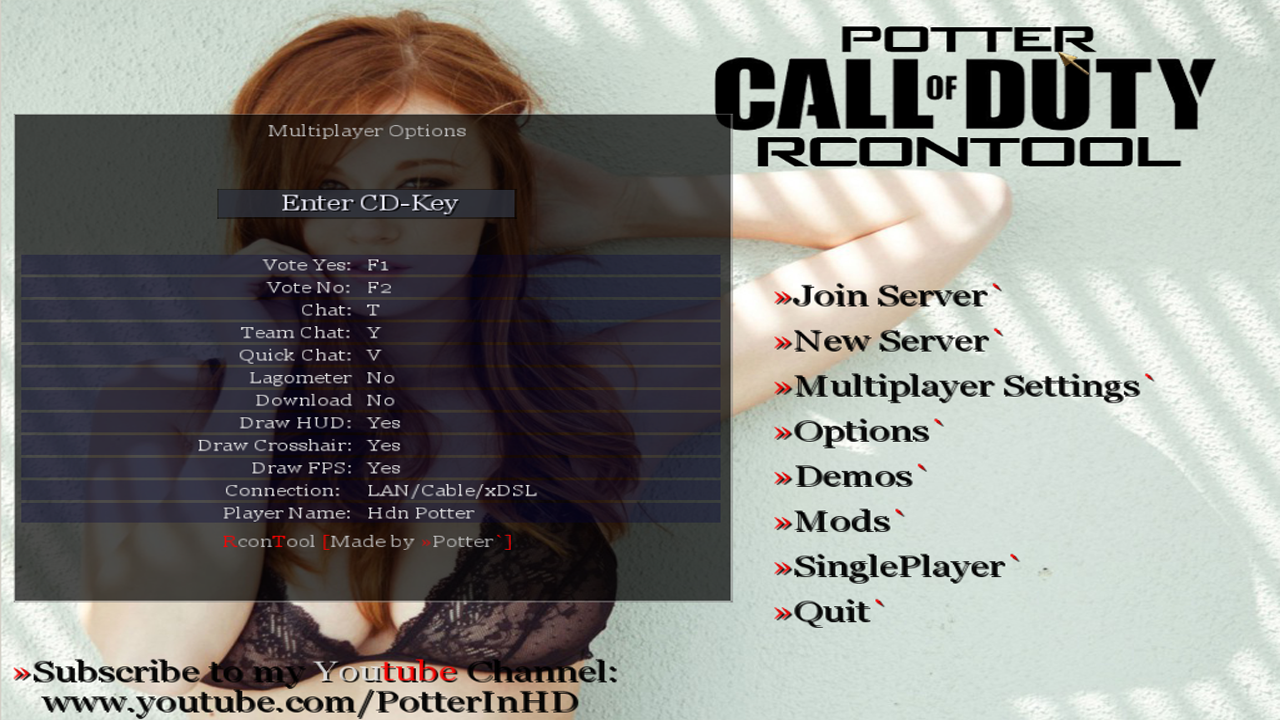 POTTER
CALL OF DUTY
RCONTOOL
Multiplayer Options
Enter CD-Key
Vote Yes: F1
Vote No: F2
Chat: T
Team Chat: Y
Quick Chat: V
Lagometer No
Download No
Draw HUD: Yes
Draw Crosshair: Yes
Draw FPS: Yes
Connection: LAN/Cable/xDSL
Player Name: Hdn Potter
RconTool [Made by »Potter`]
»Join Server`
»New Server`
»Multiplayer Settings`
»Options`
»Demos`
»Mods`
»SinglePlayer`
»Quit`
»Subscribe to my Youtube Channel:
www.youtube.com/PotterInHD